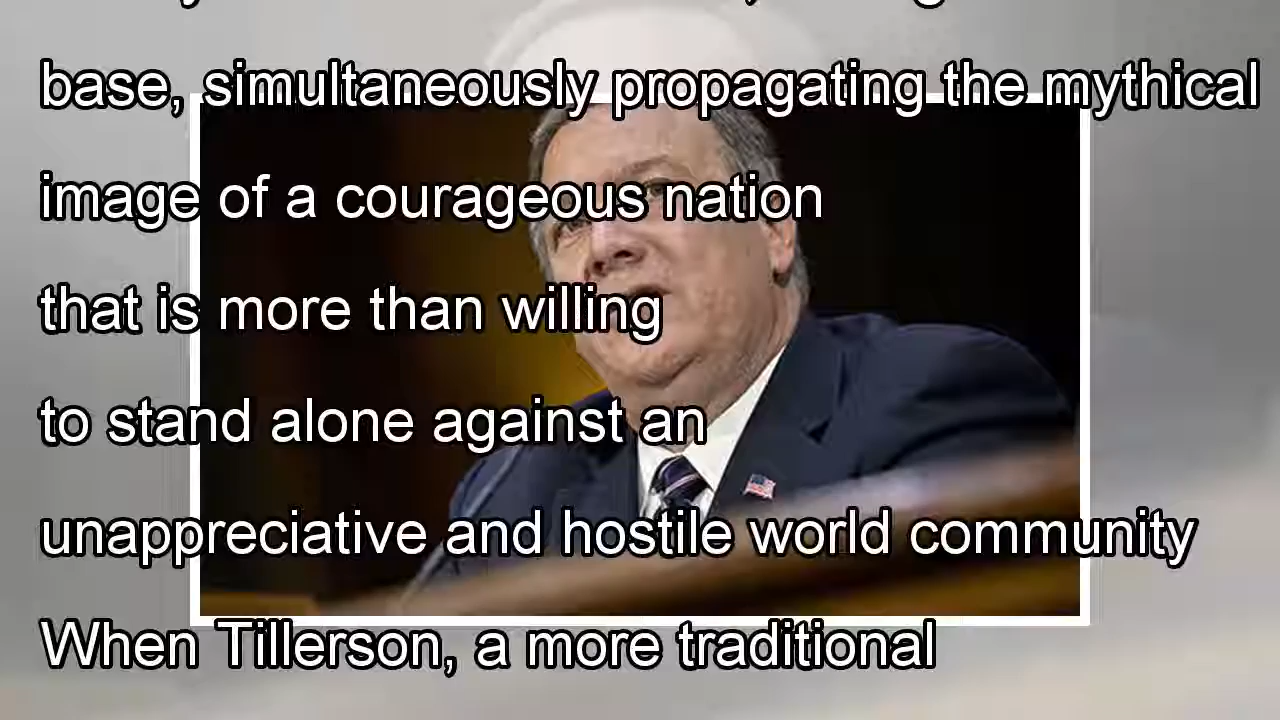 base, simultaneously propagating the mythical
image of a courageous nation
that is more than willing
to stand alone against an
unappreciative and hostile world community
When Tillerson, a more traditional